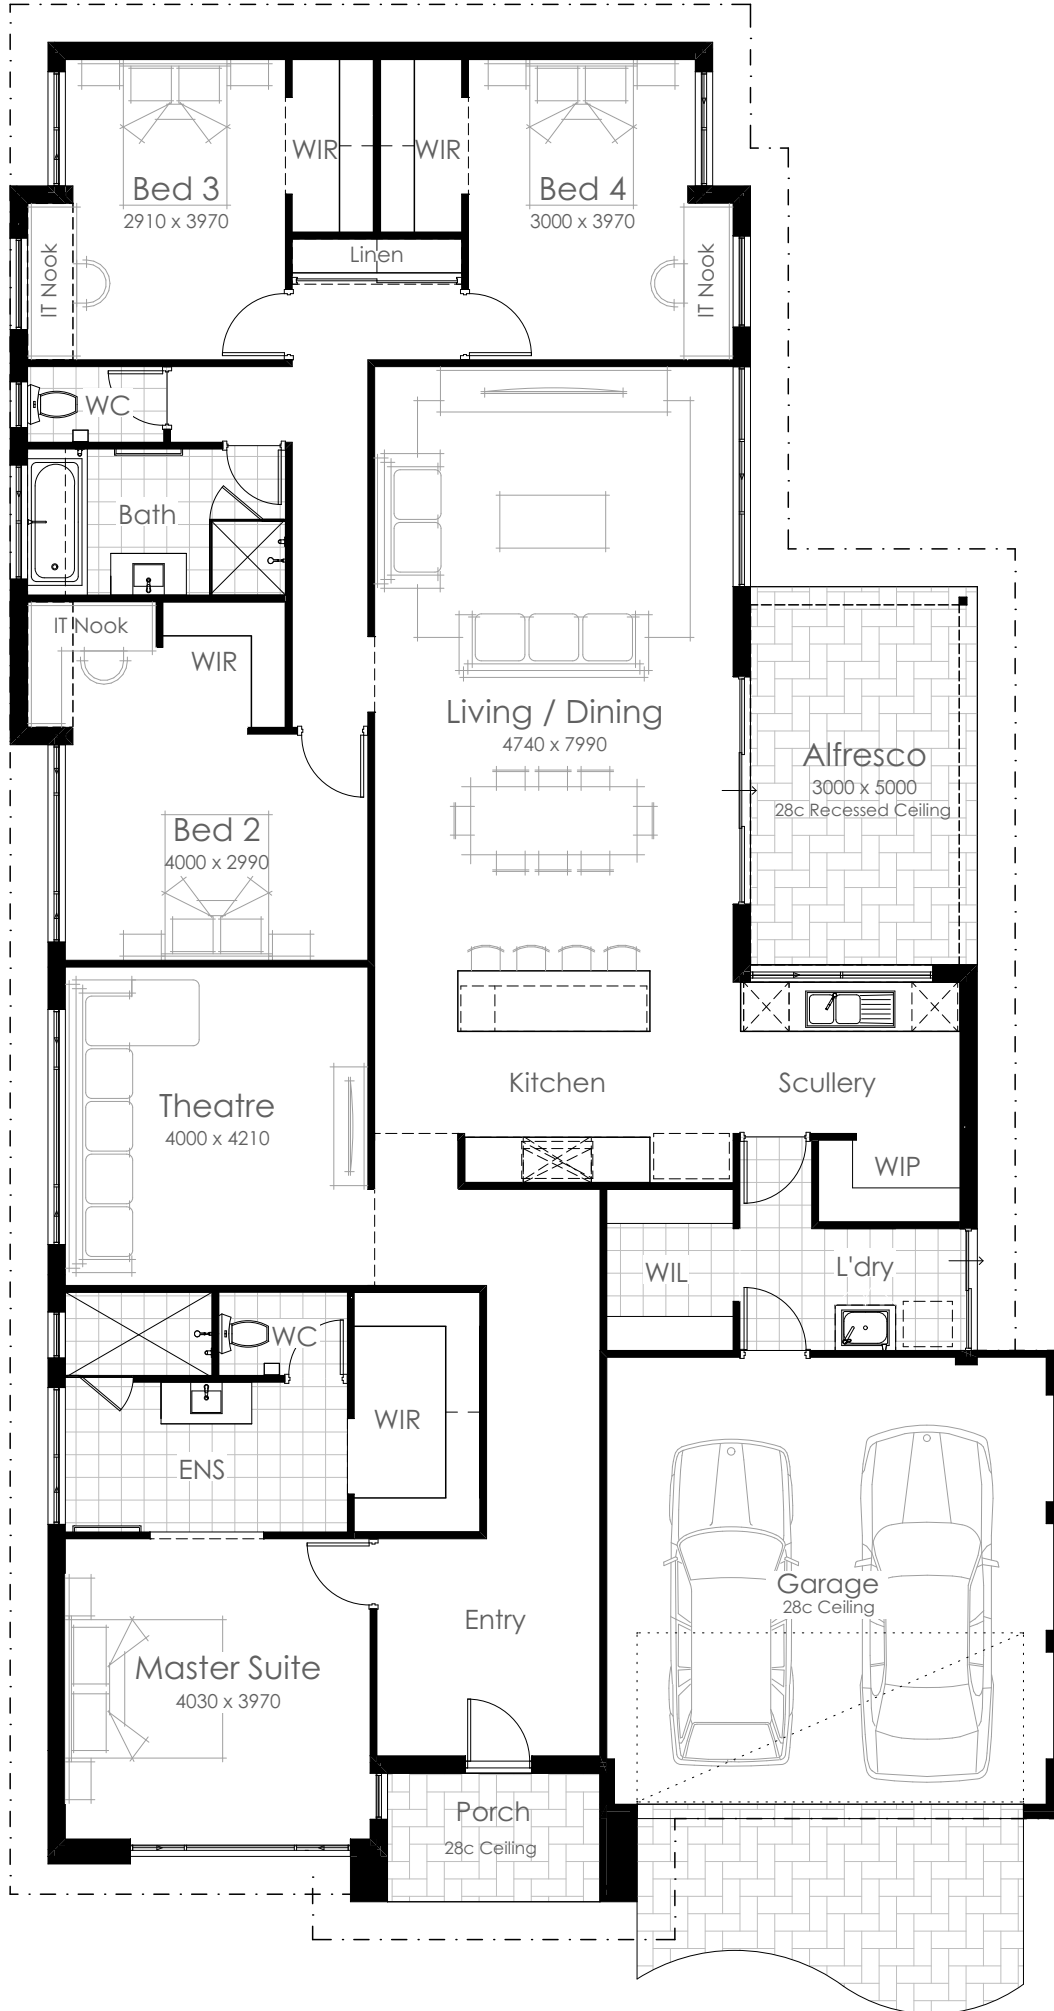 WIR
WIR
Bed 3
2910 x 3970
Bed 4
3000 x 3970
Linen
IT Nook
IT Nook
WC
Bath
IT Nook
WIR
Living / Dining
4740 x 7990
Alfresco
3000 x 5000
28c Recessed Ceiling
Bed 2
4000 x 2990
Kitchen
Scullery
Theatre
4000 x 4210
WIP
WIL
L'dry
WC
WIR
ENS
Garage
28c Ceiling
Entry
Master Suite
4030 x 3970
Porch
28c Ceiling